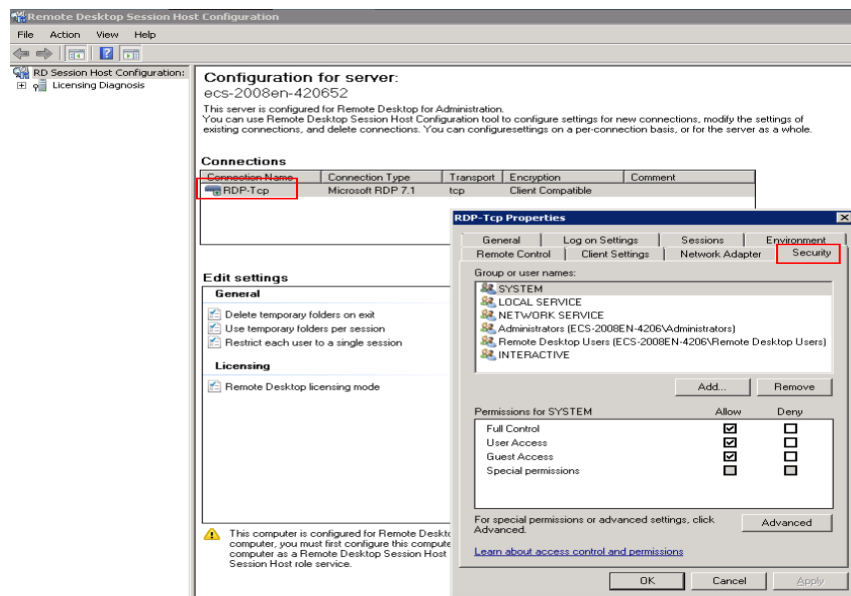 Remote Desktop Session Host Configuration
File Action View Help
RD Session Host Configuration:
Licensing Diagnosis
Configuration for server:
ecs-2008en-420652
This server is configured for Remote Desktop for Administration.
You can use Remote Desktop Session Host Configuration tool to configure settings for new connections, modify the settings of
existing connections, and delete connections. You can configuresettings on a per-connection basis, or for the server as a whole.
Connections
Connection Name Connection Type Transport Encryption Comment
RDP-Tcp Microsoft RDP 7.1 tcp Client Compatible
Edit settings
General
Delete temporary folders on exit
Use temporary folders per session
Restrict each user to a single session
Licensing
Remote Desktop licensing mode
This computer is configured for Remote Deskto
computer, you must first configure this compute
computer as a Remote Desktop Session Host
Session Host role service.
RDP-Tcp Properties
General Log on Settings Sessions Environment
Remote Control Client Settings Network Adapter Security
Group or user names:
SYSTEM
LOCAL SERVICE
NETWORK SERVICE
Administrators (ECS-2008EN-4206\Administrators)
Remote Desktop Users (ECS-2008EN-4206\Remote Desktop Users)
INTERACTIVE
Add... Remove
Permissions for SYSTEM Allow Deny
Full Control
User Access
Guest Access
Special permissions
For special permissions or advanced settings, click
Advanced.
Advanced
Learn about access control and permissions
OK Cancel Apply